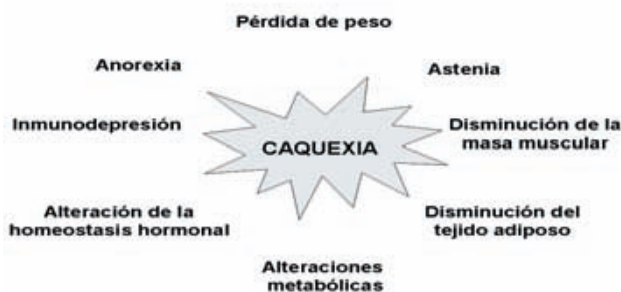 Pérdida de peso
Anorexia
Astenia
Inmunodepresión
Disminución de la
masa muscular
CAQUEXIA
Alteración de la
homeostasis hormonal
Disminución del
tejido adiposo
Alteraciones
metabólicas